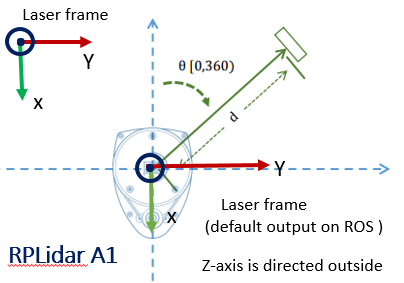 Laser frame
Y
x
θ [0,360)
d
Y
x
Laser frame
(default output on ROS )
RPLidar A1
Z-axis is directed outside